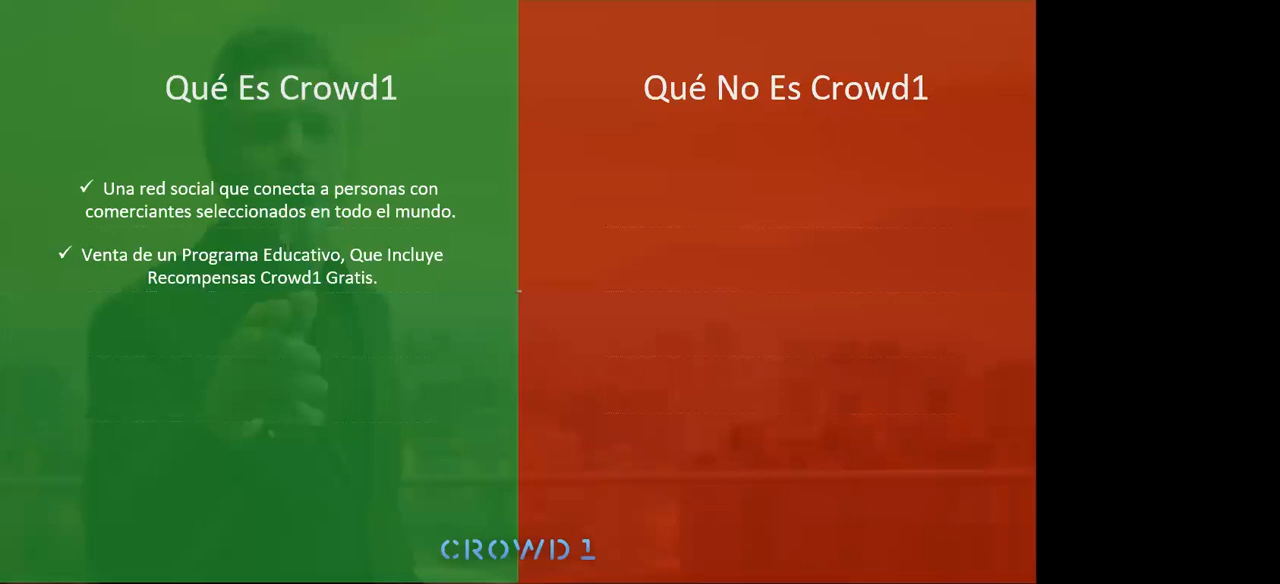 Qué Es Crowd1
Qué No Es Crowd1
✓ Una red social que conecta a personas con
comerciantes seleccionados en todo el mundo.
✓ Venta de un Programa Educativo, Que Incluye
Recompensas Crowd1 Gratis.
CROWD 1